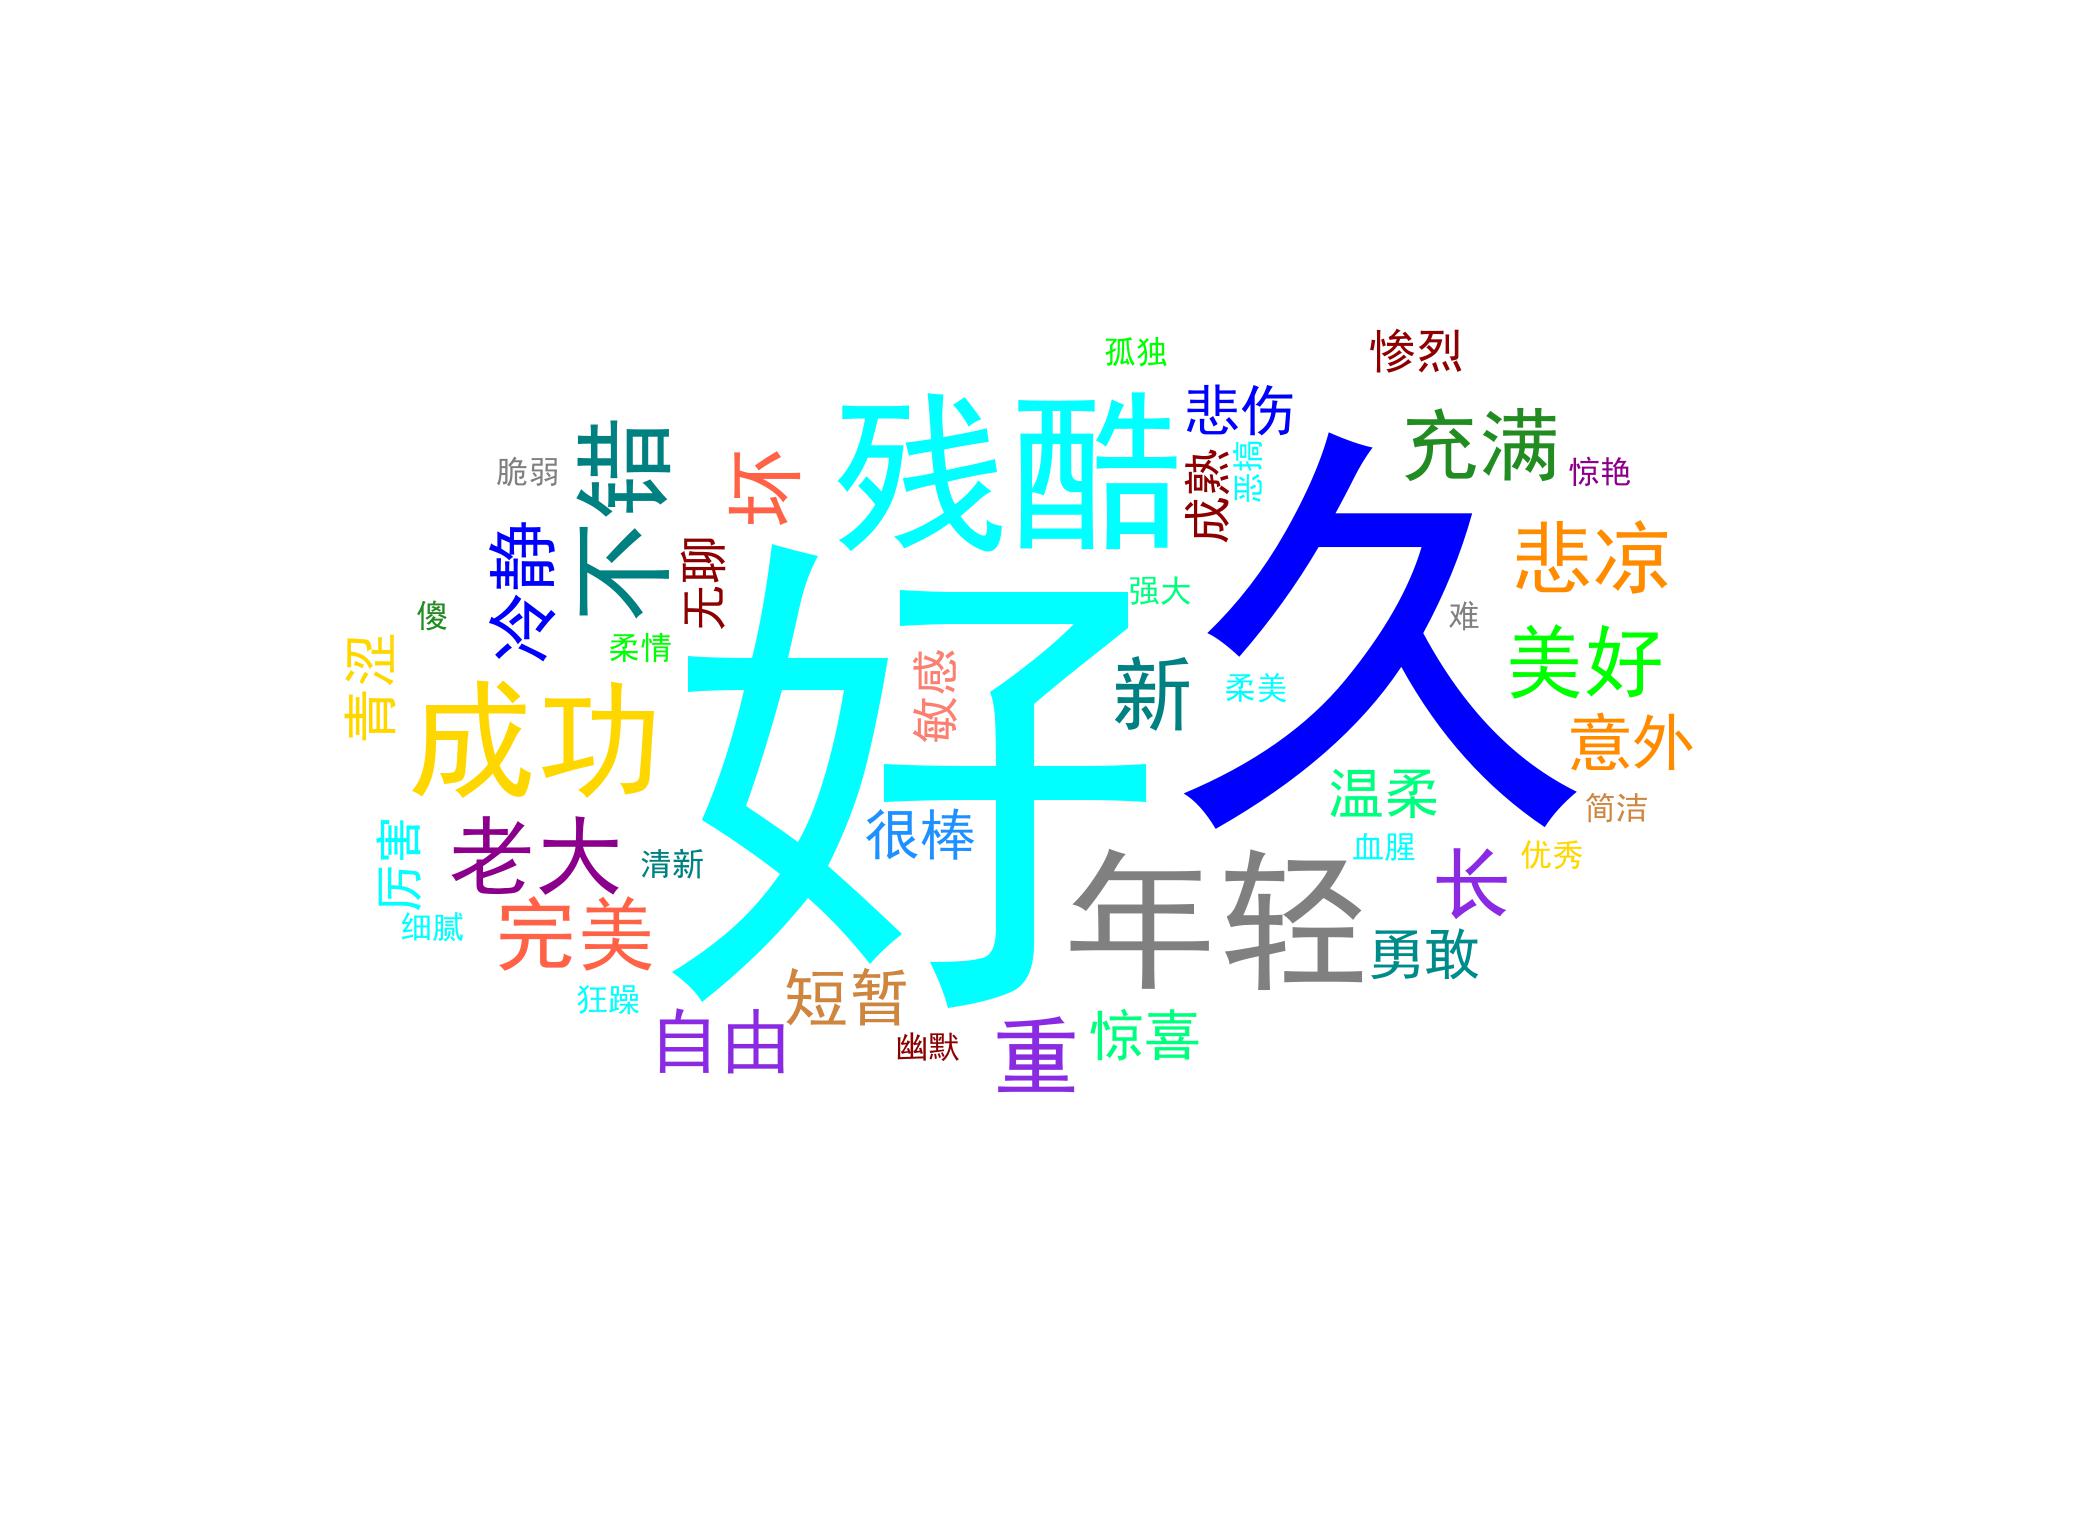 惨烈
孤独
残酷
悲伤
充满
不错
坏
脆弱
成熟
恶搞
惊艳
久
悲凉
冷静
无聊
好
强大
傻
难
柔情
美好
青涩
敏感
新
柔美
成功
意外
温柔
简洁
很棒
厉害
老大
清新
血腥
优秀
长
年轻
细腻
完美
勇敢
短暂
狂躁
自由
幽默
重
惊喜